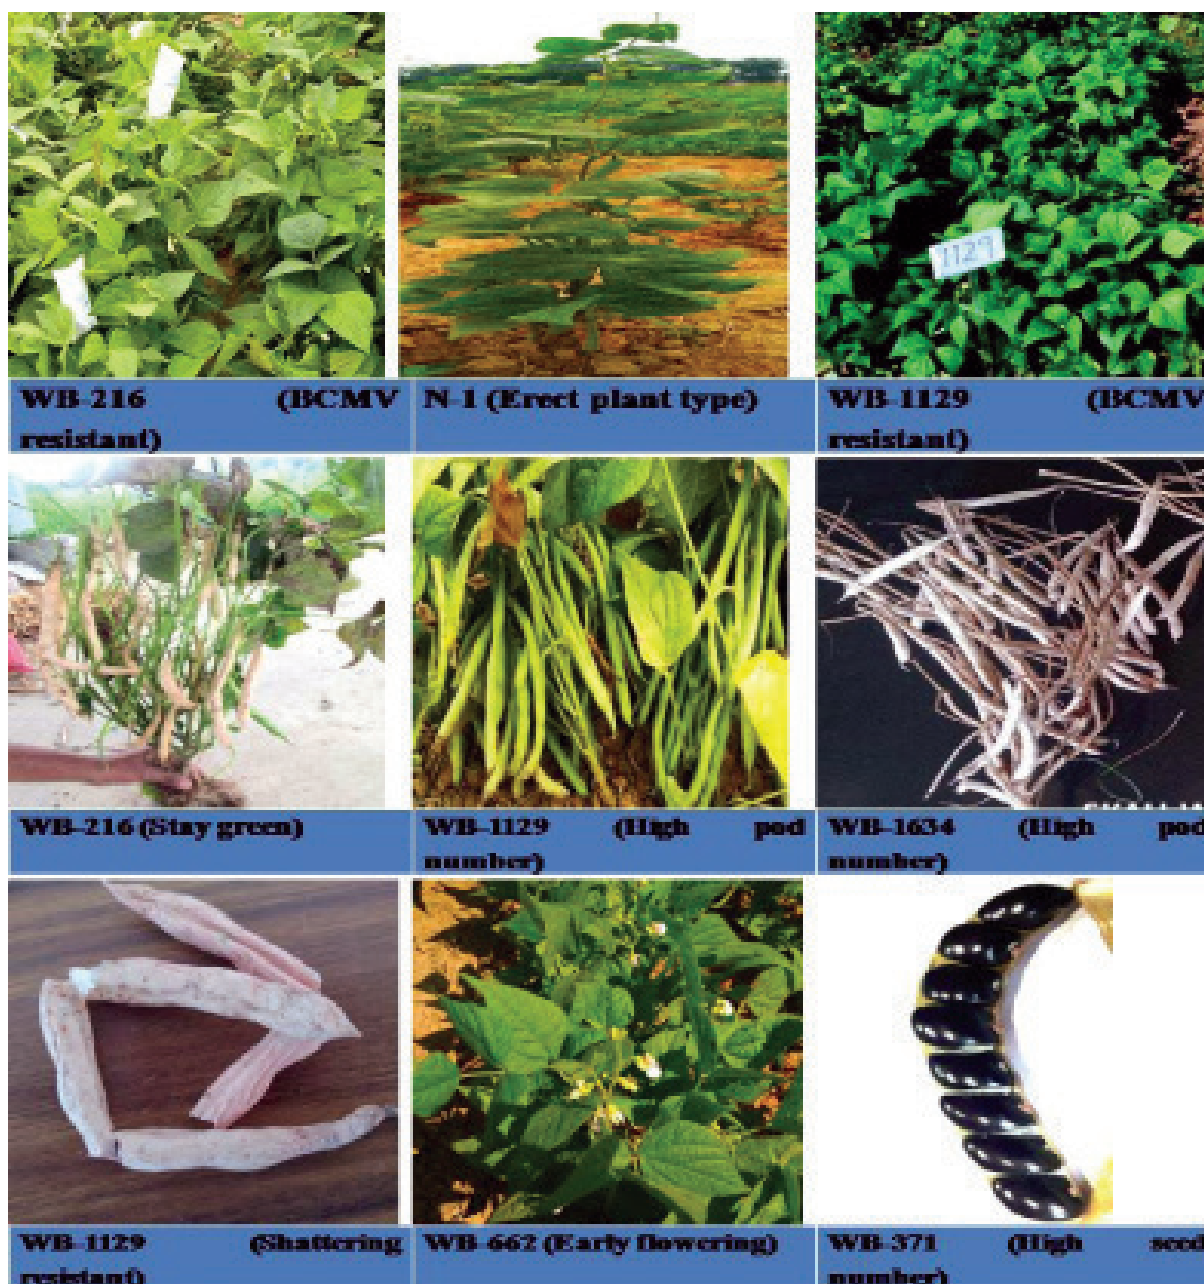 1129
WB-216 (BCMV
resistant)
N-1 (Erect plant type)
WB-1129 (BCMV
resistant)
WB-216 (Stay green)
WB-1129 (High pod
number)
WB-1634 (High pod
number)
WB-1129 (Shattering
resistant)
WB-662 (Early flowering)
WB-371 (High seed
number)